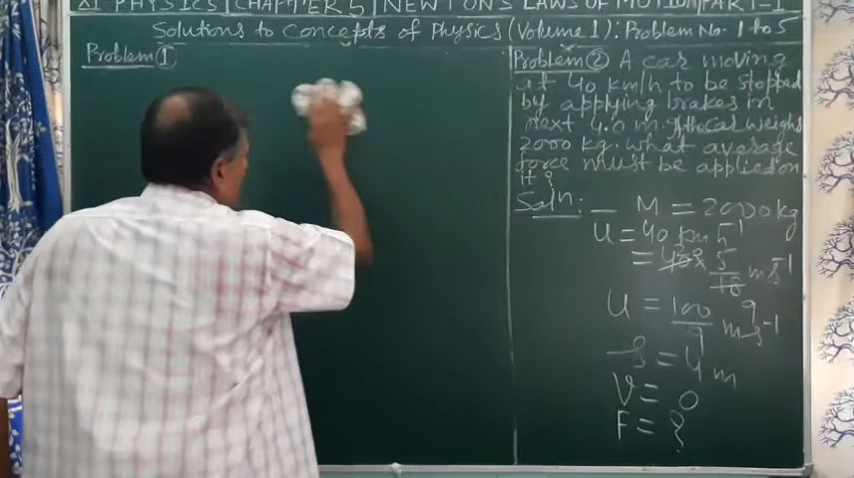 XI PHYSICS | CHAPTER 5 | NEWTON'S LAWS OF MOTION/PART-1
Solutions to Concepts of Physics (Volume 1): Problem No. 1 to 5
Problem ①
Problem ② A car moving
at 40 km/h to be stopped
by applying brakes in
next 4.0 m. If the car weighs
2000 kg. what average
force must be applied on
it?
Soln: — M = 2000 kg
U = 40 km h⁻¹
= 40 × 5/18 ms⁻¹
U = 100/9 ms⁻¹
s = 4 m
V = 0
F = ?